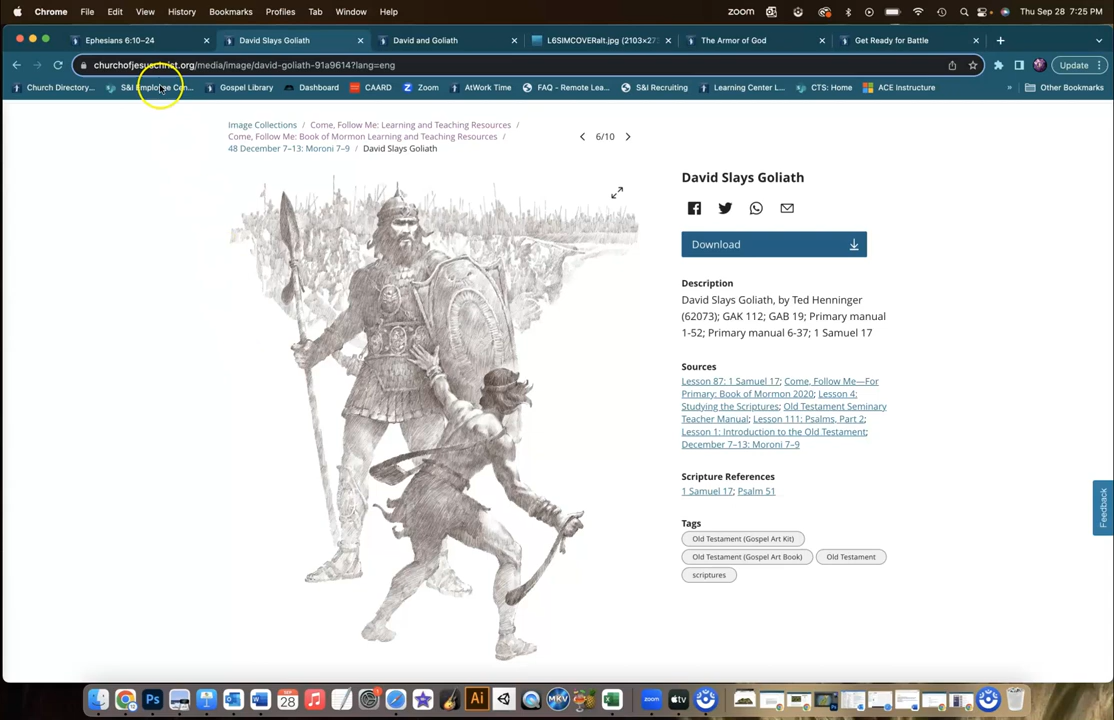 Chrome File Edit View History Bookmarks Profiles Tab Window Help zoom Thu Sep 28 7:25 PM
Ephesians 6:10–24 David Slays Goliath David and Goliath L6SIMCOVERalt.jpg (2103×27 The Armor of God Get Ready for Battle
churchofjesuschrist.org/media/image/david-goliath-91a9614?lang=eng Update
Church Directory... S&I Employee Cen... Gospel Library Dashboard CAARD Zoom AtWork Time FAQ - Remote Lea... S&I Recruiting Learning Center L... CTS: Home ACE Instructure » Other Bookmarks
Image Collections / Come, Follow Me: Learning and Teaching Resources /
Come, Follow Me: Book of Mormon Learning and Teaching Resources /
48 December 7–13: Moroni 7–9 / David Slays Goliath
6/10
David Slays Goliath
Download
Description
David Slays Goliath, by Ted Henninger
(62073); GAK 112; GAB 19; Primary manual
1-52; Primary manual 6-37; 1 Samuel 17
Sources
Lesson 87: 1 Samuel 17; Come, Follow Me—For
Primary: Book of Mormon 2020; Lesson 4:
Studying the Scriptures; Old Testament Seminary
Teacher Manual; Lesson 111: Psalms, Part 2;
Lesson 1: Introduction to the Old Testament;
December 7–13: Moroni 7–9
Scripture References
1 Samuel 17; Psalm 51
Tags
Old Testament (Gospel Art Kit)
Old Testament (Gospel Art Book) Old Testament
scriptures
Feedback
SEP
28
Ps
Ai
MKV
zoom
tv